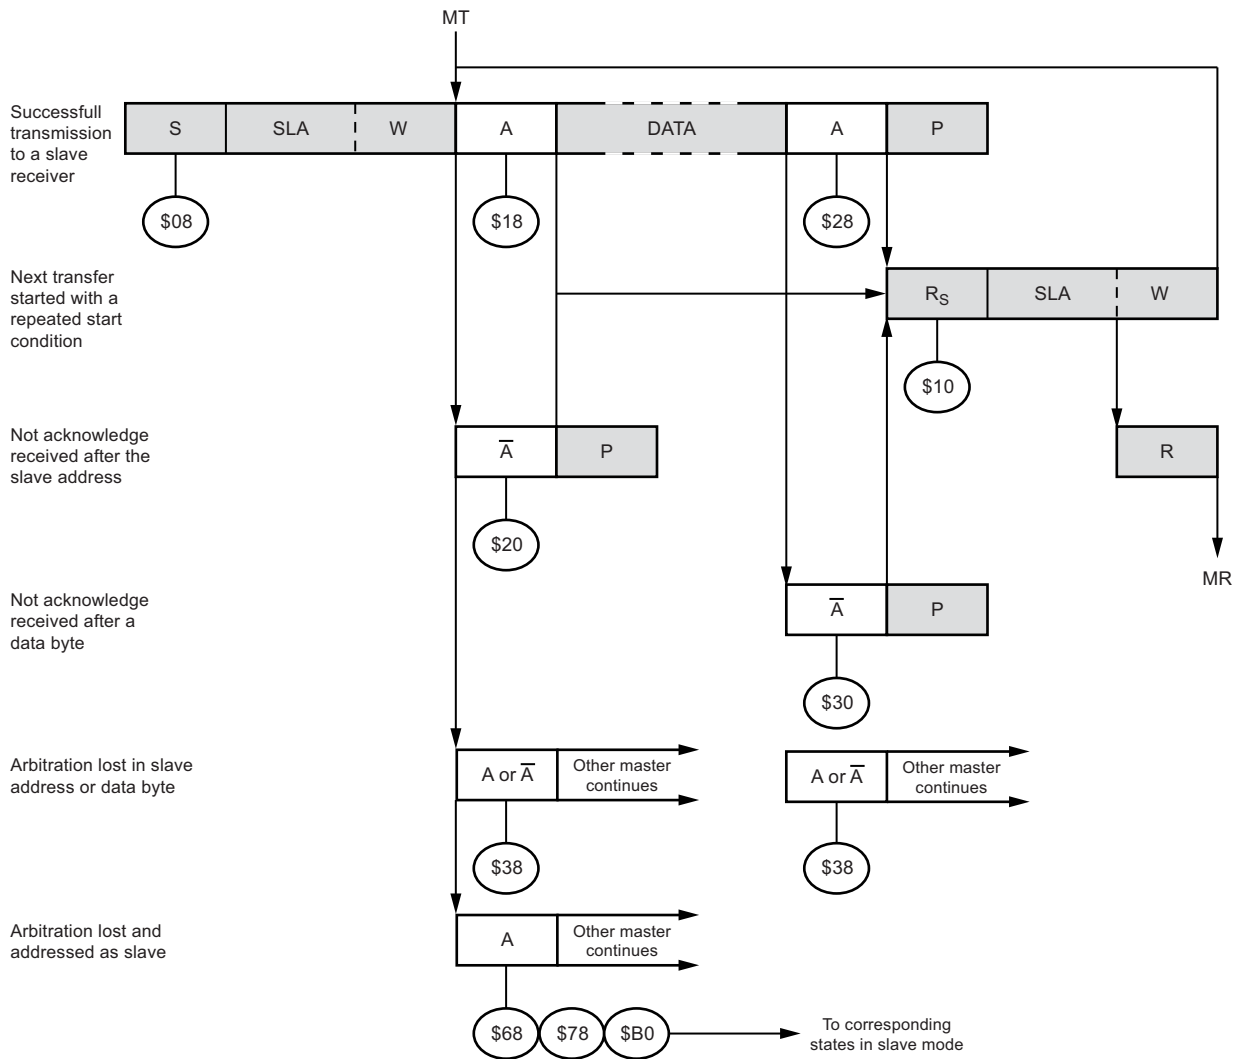 MT
Successfull
transmission
to a slave
receiver
S SLA W A DATA A P
$08 $18 $28
Next transfer
started with a
repeated start
condition
RS SLA W
$10
Not acknowledge
received after the
slave address
A̅ P
R
$20
MR
Not acknowledge
received after a
data byte
A̅ P
$30
Arbitration lost in slave
address or data byte
A or A̅
Other master
continues
A or A̅
Other master
continues
$38 $38
Arbitration lost and
addressed as slave
A
Other master
continues
$68 $78 $B0
To corresponding
states in slave mode